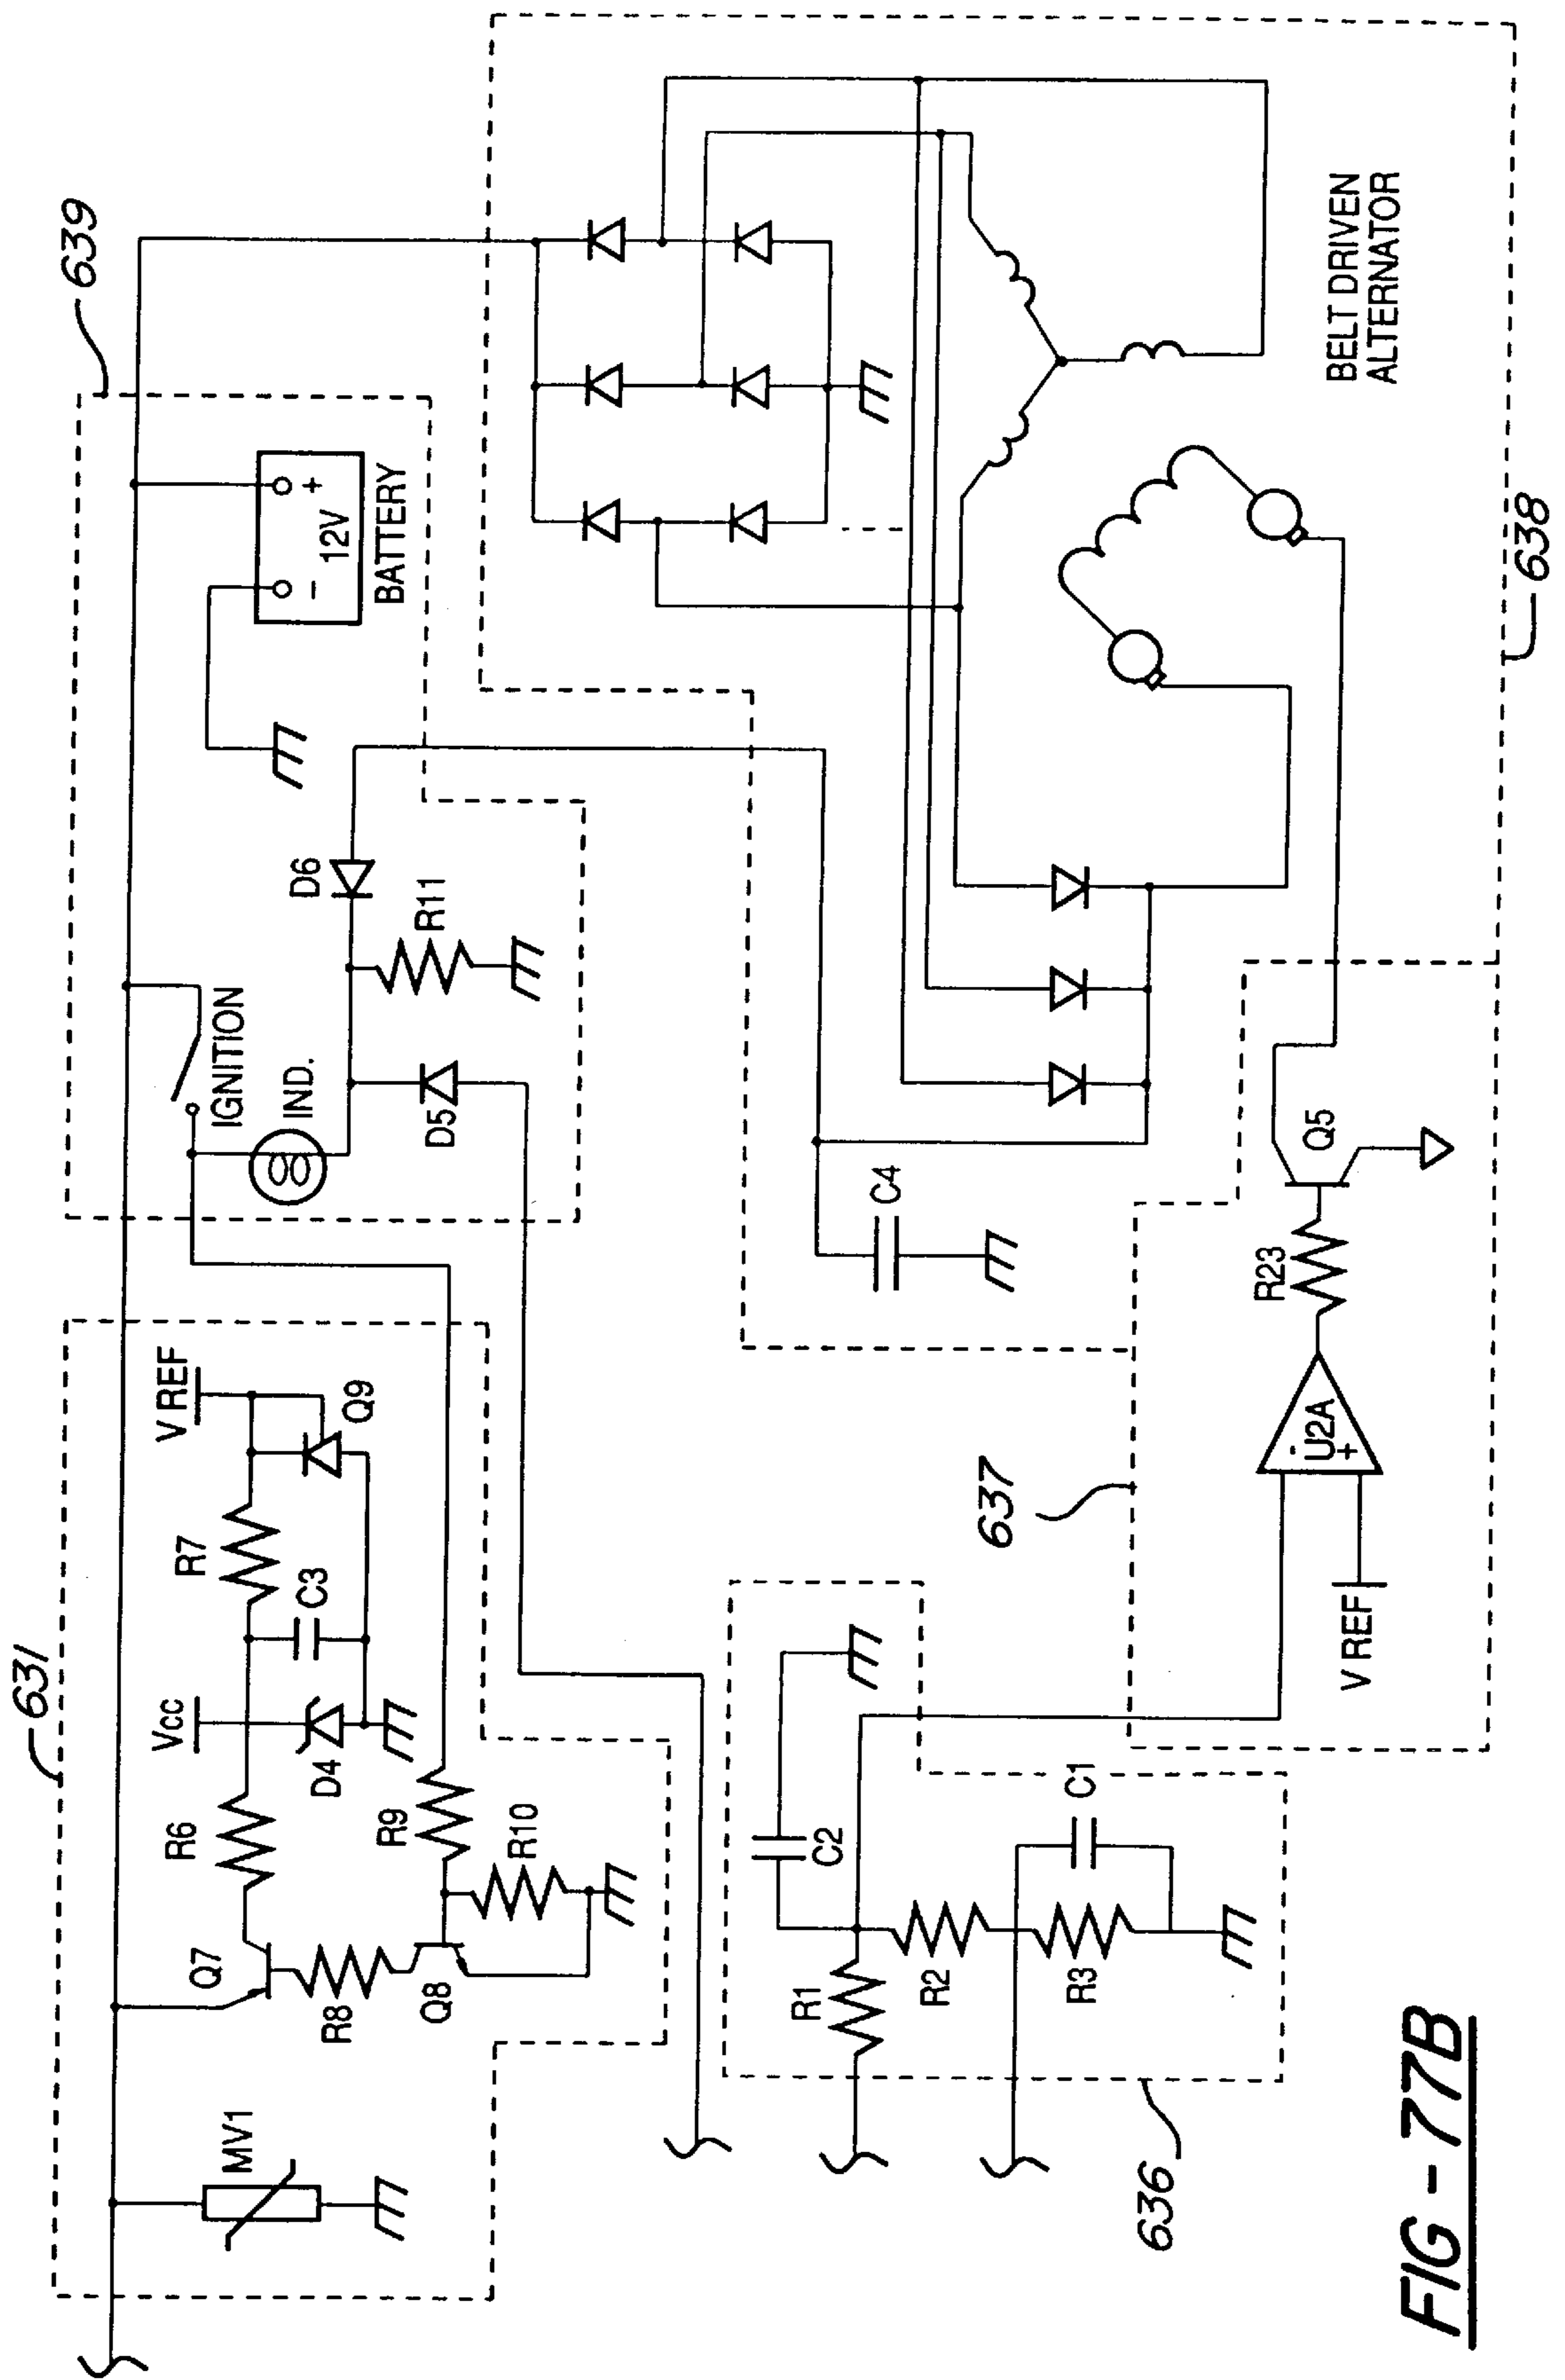 639
631
V REF
IGNITION
IND.
D6
R11
D5
-
12V
+
BATTERY
Vcc
R7
Q9
C3
R6
D4
Q7
R8
Q8
R9
R10
MV1
C4
BELT DRIVEN
ALTERNATOR
637
C2
R1
R2
R3
C1
636
-
U2A
+
V REF
R23
Q5
638
FIG - 77B